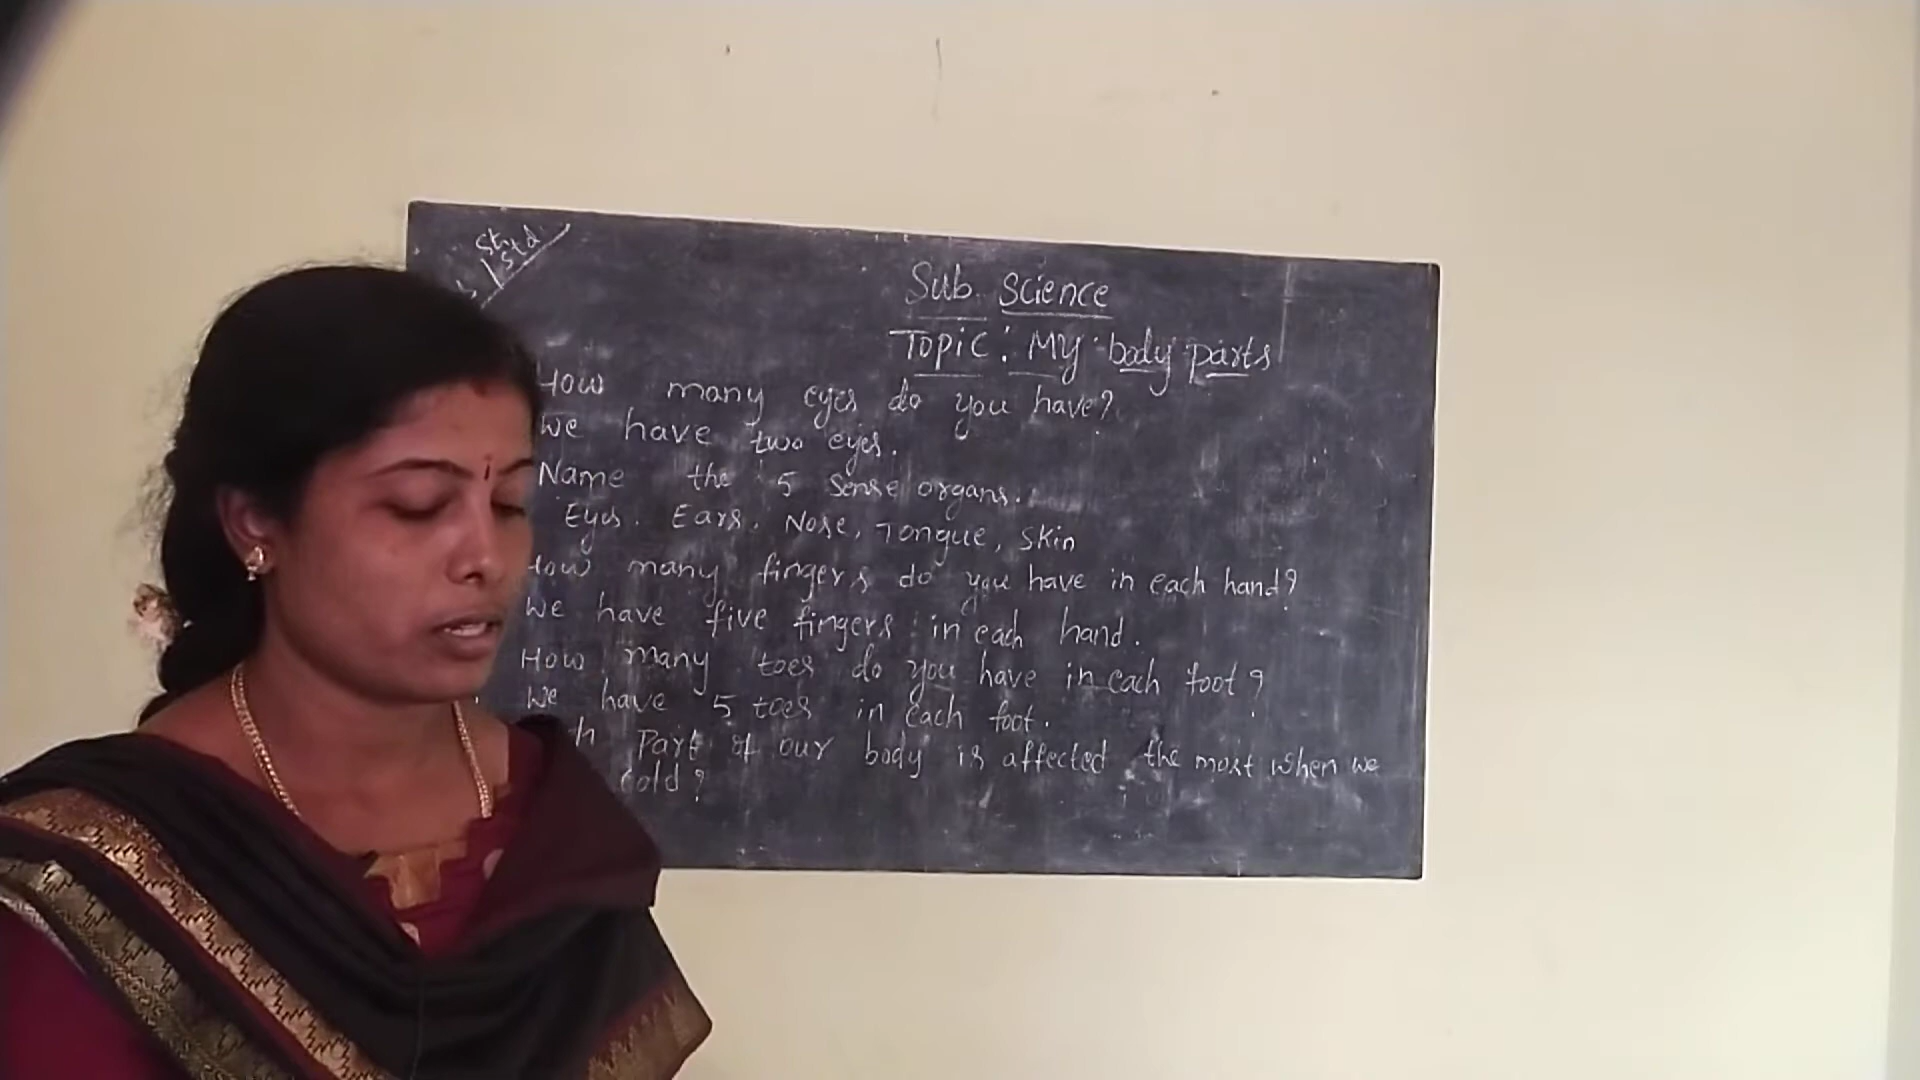 st
1 std
Sub. Science
Topic: My body parts
How many eyes do you have?
We have two eyes.
Name the 5 Sense organs.
Eyes. Ears. Nose, Tongue, Skin
How many fingers do you have in each hand?
We have five fingers in each hand.
How many toes do you have in each foot?
We have 5 toes in each foot.
Part of our body is affected the most when we
cold?